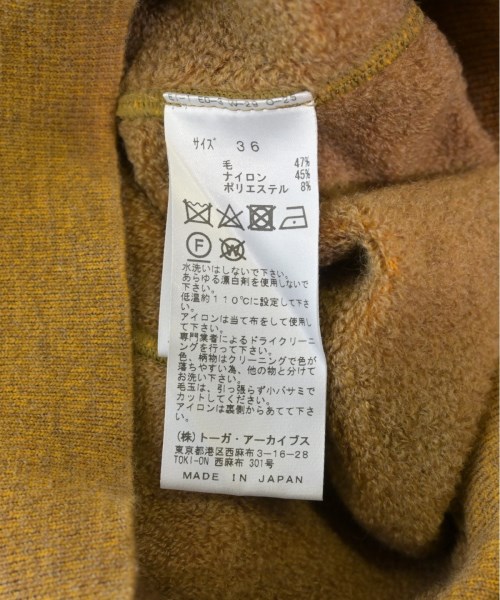 サイズ 36
毛 47%
ナイロン 45%
ポリエステル 8%
F W
水洗いはしないで下さい。
あらゆる漂白剤を使用しないで
下さい。
低温約110℃に設定して下さ
い。
アイロンは当て布をして使用し
て下さい。
専門業者によるドライクリーニ
ングを行って下さい。
色、柄物はクリーニングで色が
落ちやすい為、他の物と分けて
お洗い下さい。
毛玉は、引っ張らず小バサミで
カットしてください。
アイロンは裏側からあてて下さ
い。
(株)トーガ・アーカイブス
東京都港区西麻布3-16-28
TOKI-ON 西麻布 301号
MADE IN JAPAN